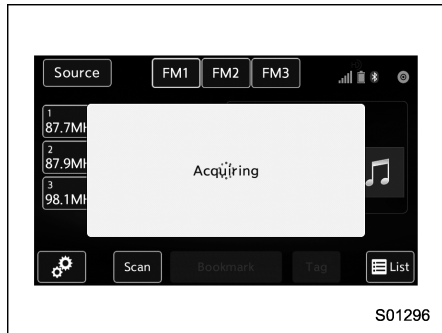 Source FM1 FM2 FM3
1
87.7MH
2
87.9MH
3
98.1MH
Acquiring
Scan Bookmark Tag List
S01296